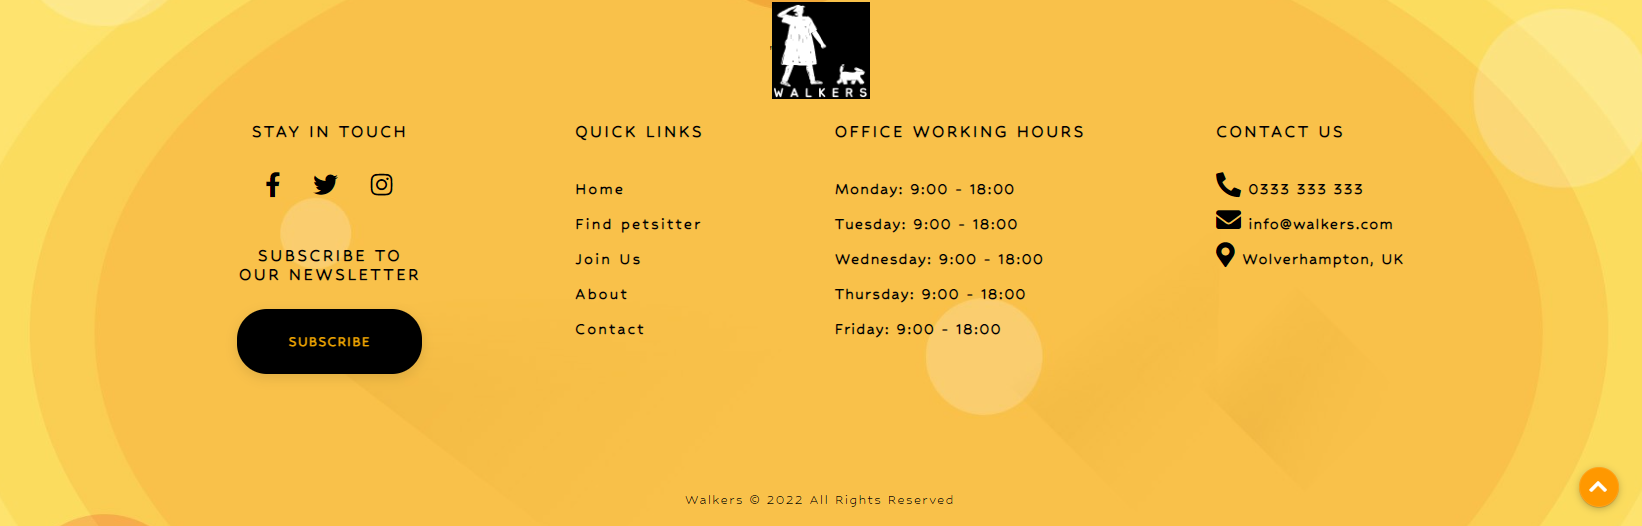 WALKERS
STAY IN TOUCH
SUBSCRIBE TO
OUR NEWSLETTER
SUBSCRIBE
QUICK LINKS
Home
Find petsitter
Join Us
About
Contact
OFFICE WORKING HOURS
Monday: 9:00 - 18:00
Tuesday: 9:00 - 18:00
Wednesday: 9:00 - 18:00
Thursday: 9:00 - 18:00
Friday: 9:00 - 18:00
CONTACT US
0333 333 333
info@walkers.com
Wolverhampton, UK
Walkers © 2022 All Rights Reserved